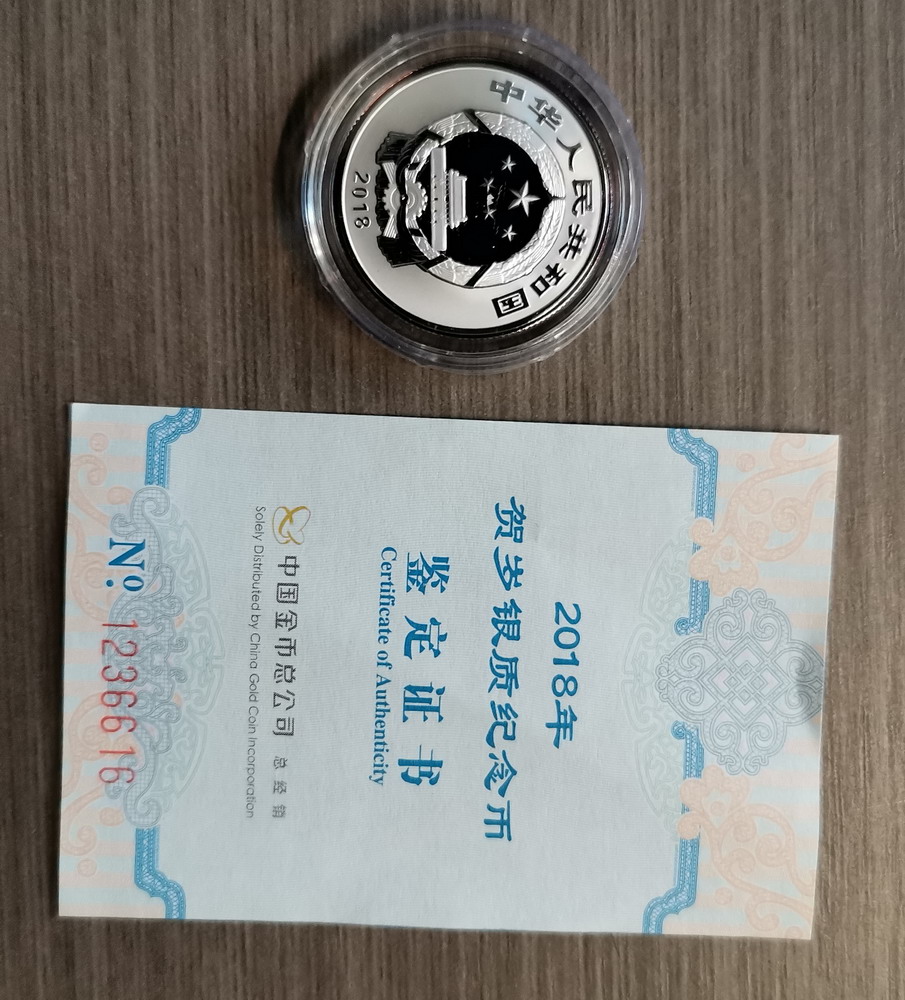 中华人民共和国
2018
2018年
贺岁银质纪念币
鉴定证书
Certificate of Authenticity
中国金币总公司 总经销
Solely Distributed by China Gold Coin Incorporation
Nº 1236616